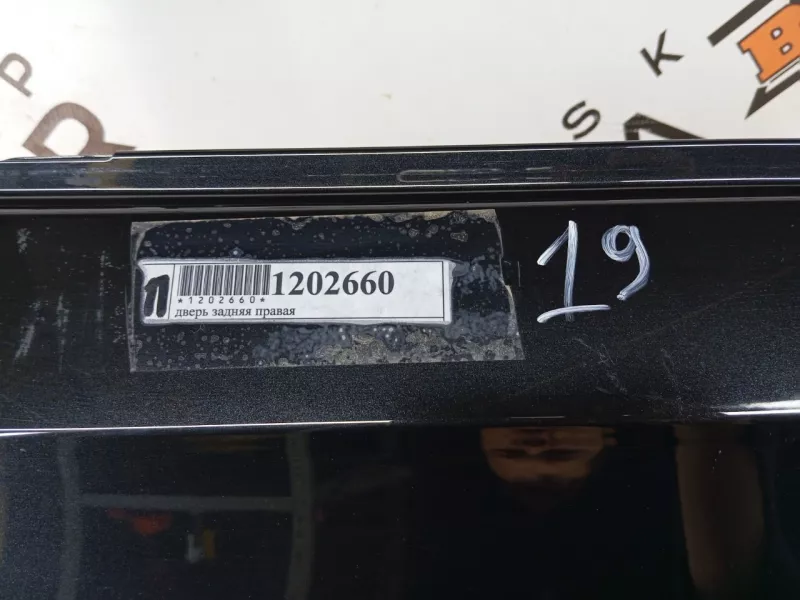 Р
R
S K
В
П
1202660
*1202660*
дверь задняя правая
19